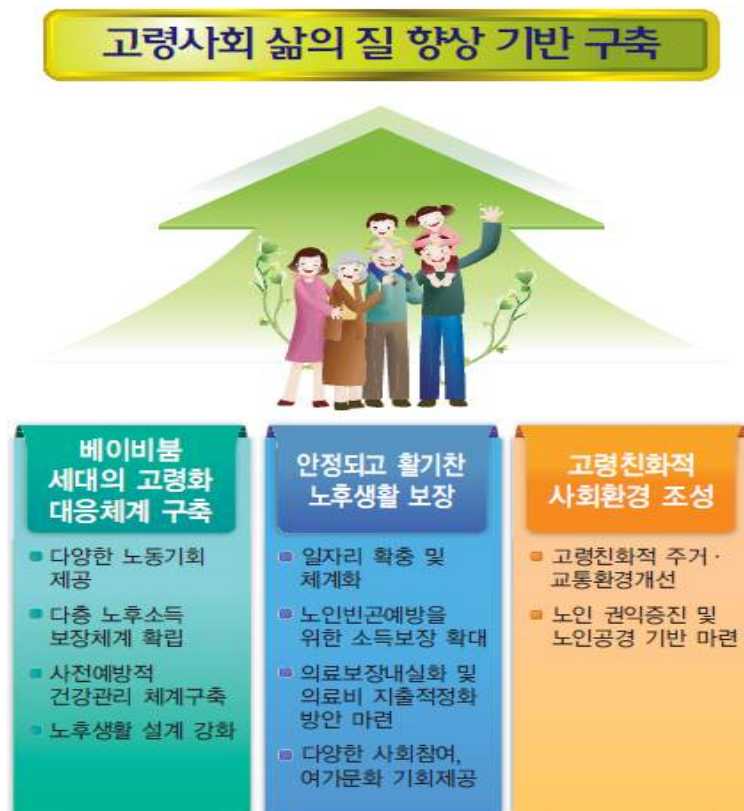 고령사회 삶의 질 향상 기반 구축
베이비붐
세대의 고령화
대응체계 구축
다양한 노동기회
제공
다층 노후소득
보장체계 확립
사전예방적
건강관리 체계구축
노후생활 설계 강화
안정되고 활기찬
노후생활 보장
일자리 확충 및
체계화
노인빈곤예방을
위한 소득보장 확대
의료보장내실화 및
의료비 지출적정화
방안 마련
다양한 사회참여,
여가문화 기회제공
고령친화적
사회환경 조성
고령친화적 주거·
교통환경개선
노인 권익증진 및
노인공경 기반 마련